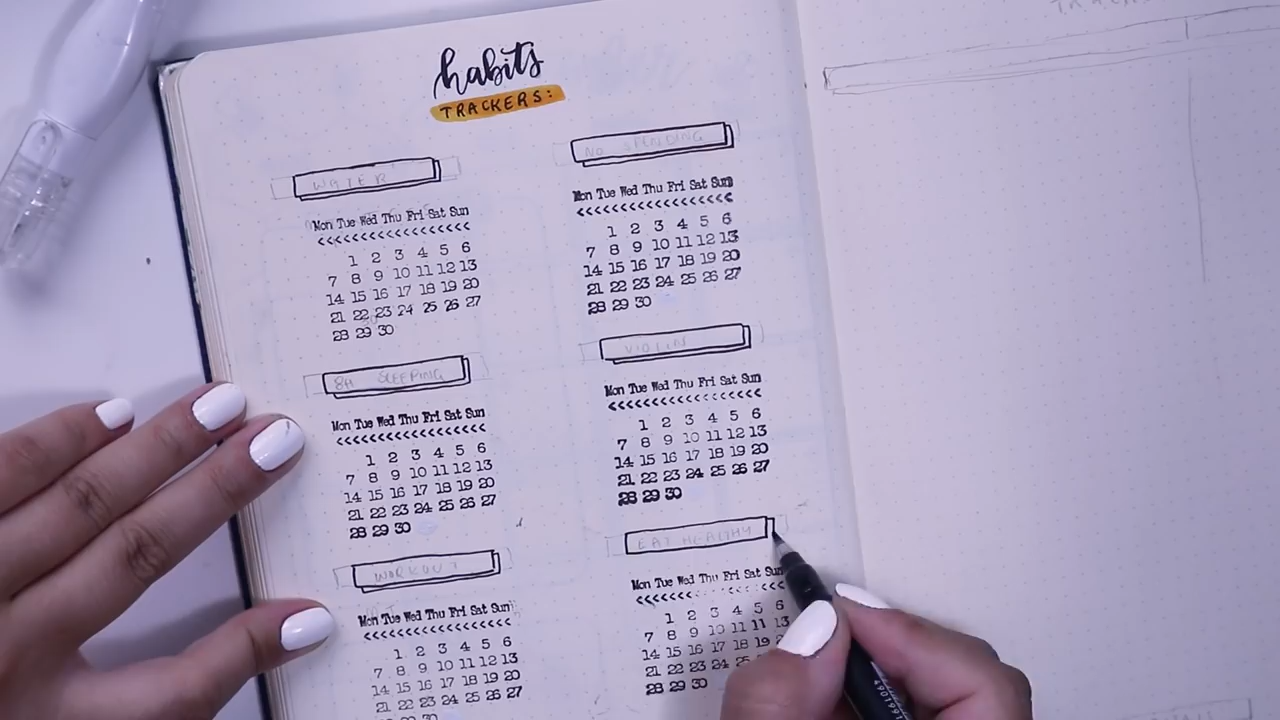 habits
TRACKERS:
WATER
Mon Tue Wed Thu Fri Sat Sun
<<<<<<<<<<<<<<<<<
1 2 3 4 5 6
7 8 9 10 11 12 13
14 15 16 17 18 19 20
21 22 23 24 25 26 27
28 29 30
8H SLEEPING
Mon Tue Wed Thu Fri Sat Sun
<<<<<<<<<<<<<<<<<
1 2 3 4 5 6
7 8 9 10 11 12 13
14 15 16 17 18 19 20
21 22 23 24 25 26 27
28 29 30
WORKOUT
Mon Tue Wed Thu Fri Sat Sun
<<<<<<<<<<<<<<<<<
1 2 3 4 5 6
7 8 9 10 11 12 13
14 15 16 17 18 19 20
21 22 23 24 25 26 27
NO SPENDING
Mon Tue Wed Thu Fri Sat Sun
<<<<<<<<<<<<<<<<<
1 2 3 4 5 6
7 8 9 10 11 12 13
14 15 16 17 18 19 20
21 22 23 24 25 26 27
28 29 30
VIOLIN
Mon Tue Wed Thu Fri Sat Sun
<<<<<<<<<<<<<<<<<
1 2 3 4 5 6
7 8 9 10 11 12 13
14 15 16 17 18 19 20
21 22 23 24 25 26 27
28 29 30
EAT HEALTHY
Mon Tue Wed Thu Fri Sat Sun
<<<<<<<<<<<<<<<<<
1 2 3 4 5 6
7 8 9 10 11 11 13
14 15 16 17 18 19
21 22 23 24
28 29 30